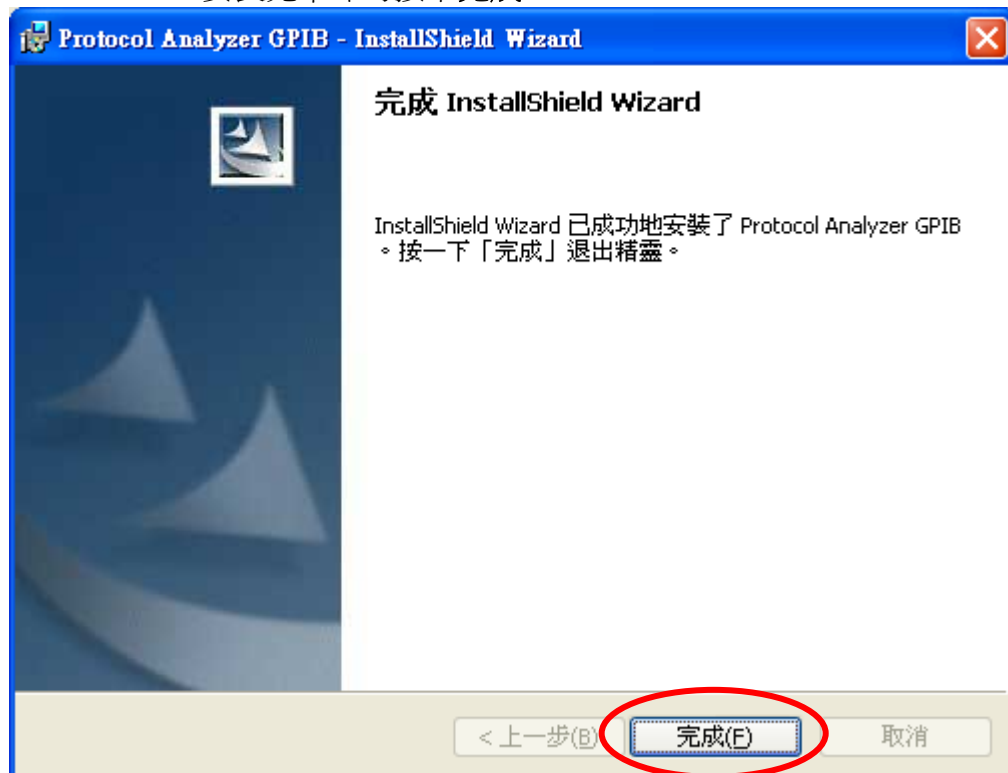 Protocol Analyzer GPIB - InstallShield Wizard
完成 InstallShield Wizard
InstallShield Wizard 已成功地安裝了 Protocol Analyzer GPIB
。按一下「完成」退出精靈。
< 上一步(B)
完成(F)
取消